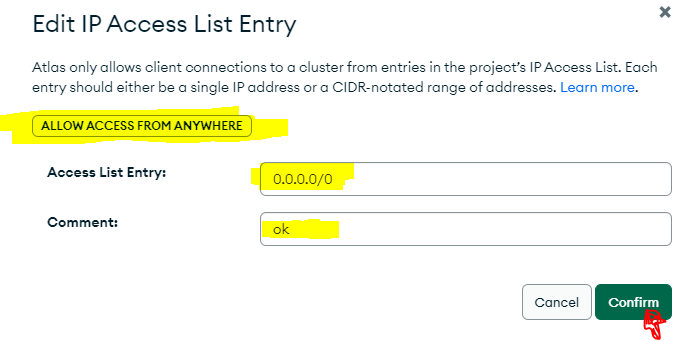 Edit IP Access List Entry
Atlas only allows client connections to a cluster from entries in the project's IP Access List. Each
entry should either be a single IP address or a CIDR-notated range of addresses. Learn more.
ALLOW ACCESS FROM ANYWHERE
Access List Entry:
0.0.0.0/0
Comment:
ok
Cancel
Confirm